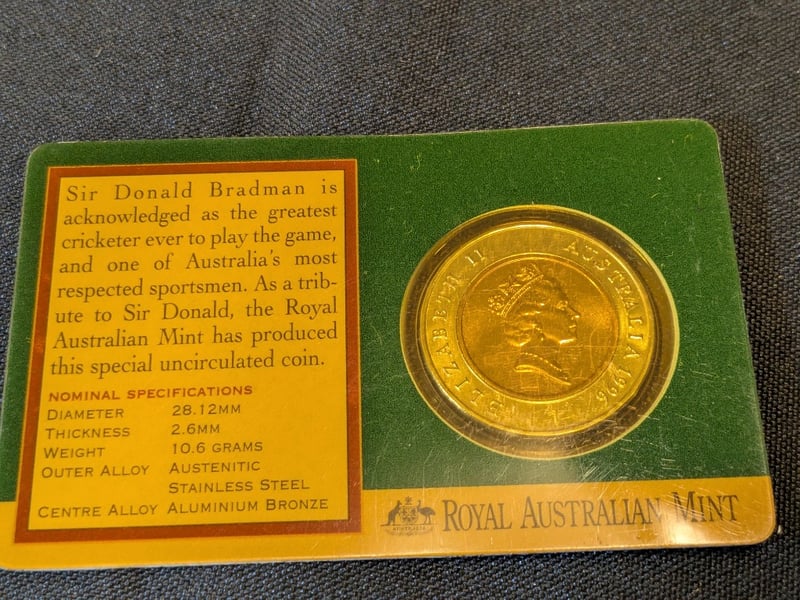 Sir Donald Bradman is
acknowledged as the greatest
cricketer ever to play the game,
and one of Australia's most
respected sportsmen. As a trib-
ute to Sir Donald, the Royal
Australian Mint has produced
this special uncirculated coin.
NOMINAL SPECIFICATIONS
DIAMETER 28.12MM
THICKNESS 2.6MM
WEIGHT 10.6 GRAMS
OUTER ALLOY AUSTENITIC
STAINLESS STEEL
CENTRE ALLOY ALUMINIUM BRONZE
ELIZABETH II AUSTRALIA 1996
AUSTRALIA
ROYAL AUSTRALIAN MINT